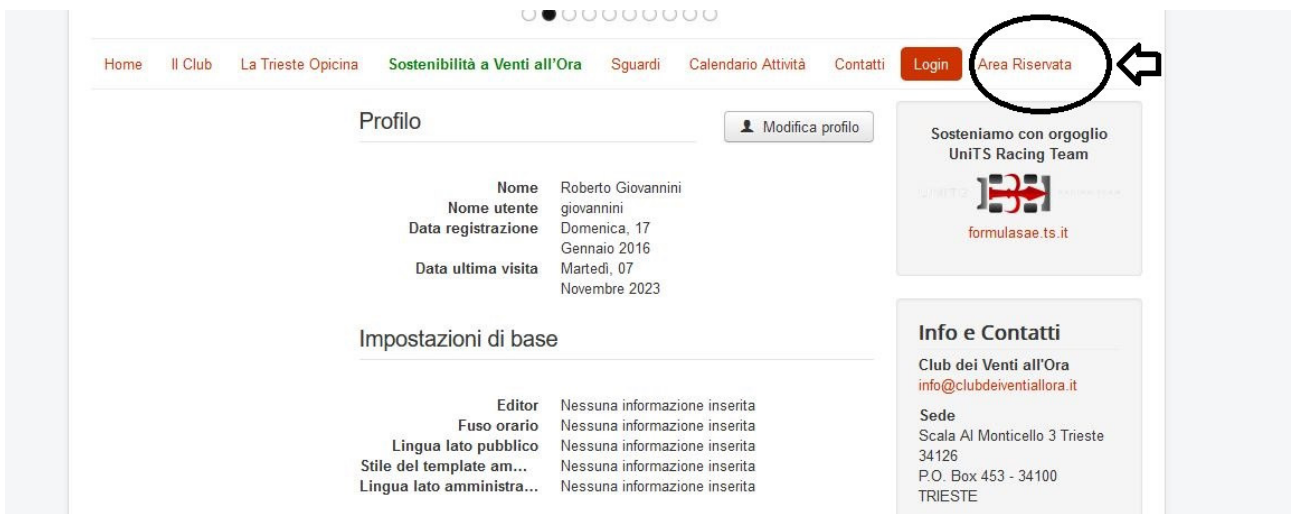 Home Il Club La Trieste Opicina Sostenibilità a Venti all'Ora Sguardi Calendario Attività Contatti Login Area Riservata
Profilo
Modifica profilo
Nome Roberto Giovannini
Nome utente giovannini
Data registrazione Domenica, 17
Gennaio 2016
Data ultima visita Martedì, 07
Novembre 2023
Impostazioni di base
Editor Nessuna informazione inserita
Fuso orario Nessuna informazione inserita
Lingua lato pubblico Nessuna informazione inserita
Stile del template am... Nessuna informazione inserita
Lingua lato amministra... Nessuna informazione inserita
Sosteniamo con orgoglio
UniTS Racing Team
formulasae.ts.it
Info e Contatti
Club dei Venti all'Ora
info@clubdeiventiallora.it
Sede
Scala Al Monticello 3 Trieste
34126
P.O. Box 453 - 34100
TRIESTE